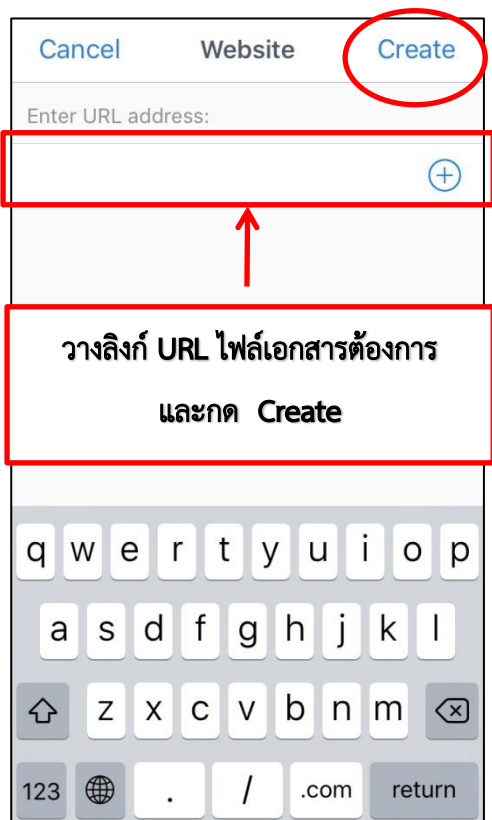 Cancel Website Create
Enter URL address:
วางลิงก์ URL ไฟล์เอกสารต้องการ
และกด Create
q w e r t y u i o p
a s d f g h j k l
z x c v b n m
123 . / .com return